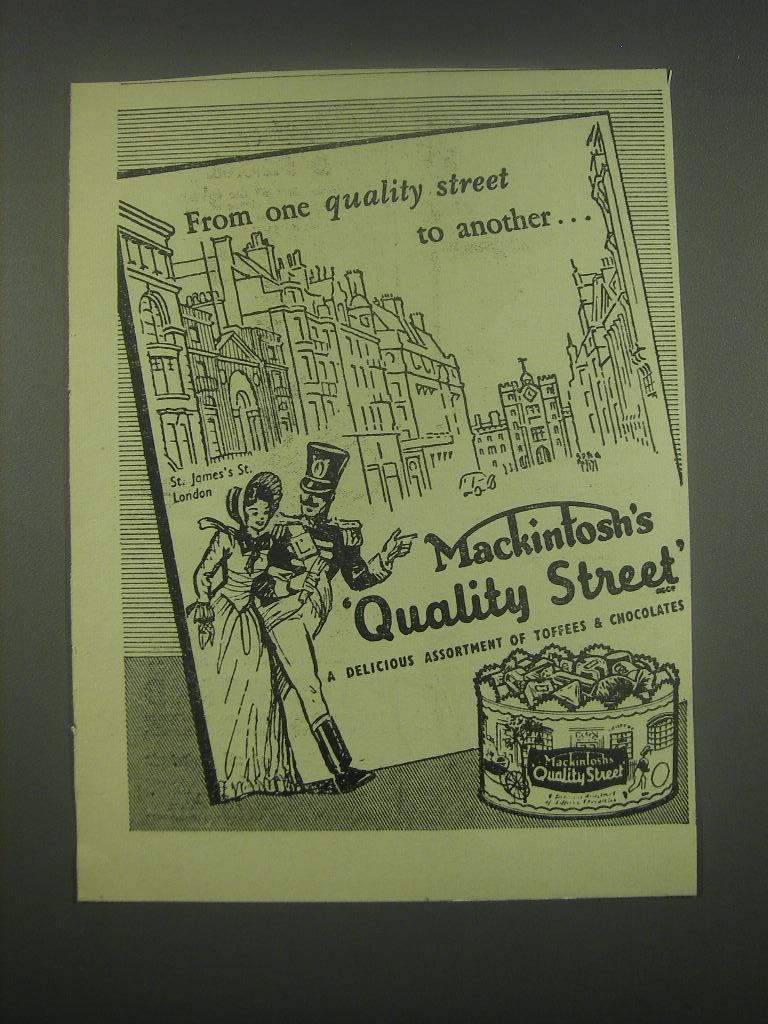 From one quality street
to another...
St. James's St.
London
Mackintosh's
'Quality Street'
A DELICIOUS ASSORTMENT OF TOFFEES & CHOCOLATES
Mackintosh's
'Quality Street'